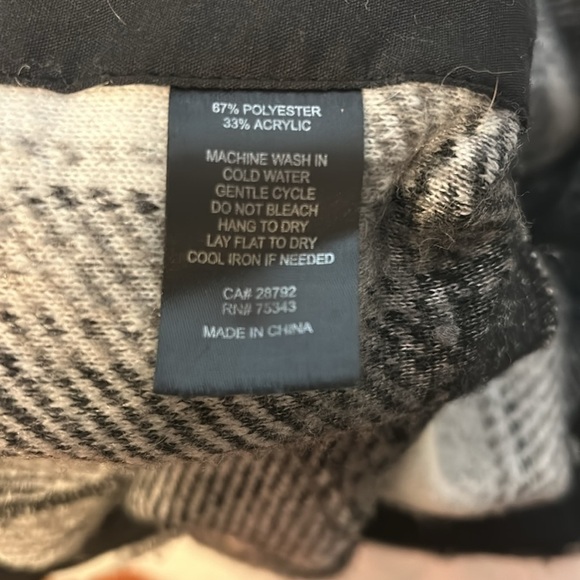 67% POLYESTER
33% ACRYLIC
MACHINE WASH IN
COLD WATER
GENTLE CYCLE
DO NOT BLEACH
HANG TO DRY
LAY FLAT TO DRY
COOL IRON IF NEEDED
CA# 28792
RN# 75343
MADE IN CHINA